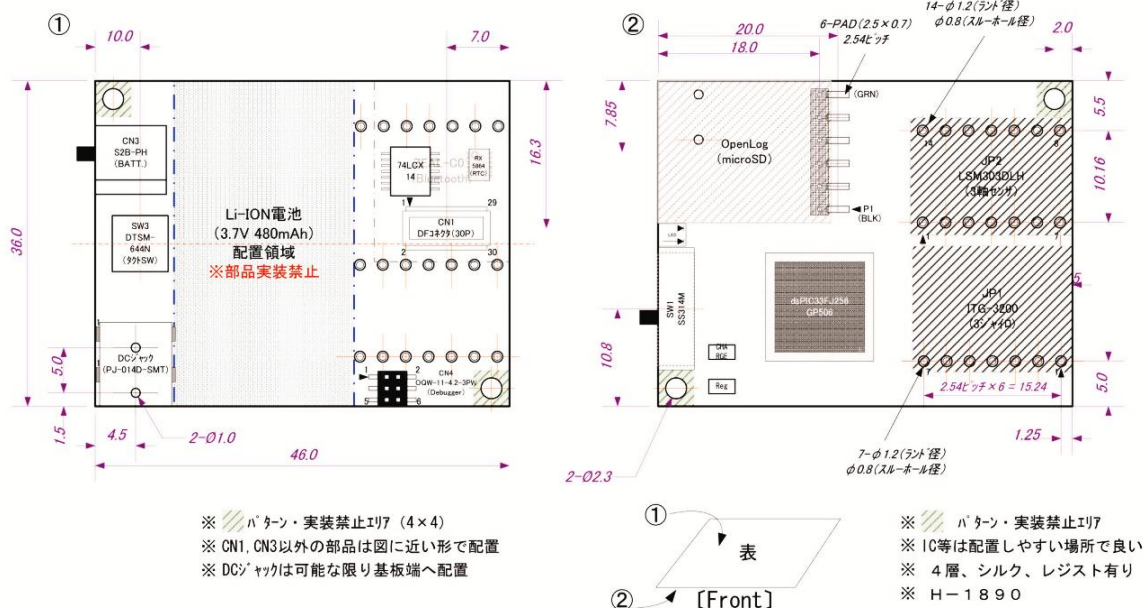 ①
10.0
7.0
36.0
16.3
CN3
S2B-PH
(BATT.)
SW3
DTSM-
644N
(タクトSW)
Li-ION電池
(3.7V 480mAh)
配置領域
※部品実装禁止
74LCX
14
RX
(RTC)
1
29
CN1
DFコネクタ(30P)
2
30
1
DCジャック
(PJ-014D-SMT)
CN4
(Debugger)
1
2
5
6
5.0
1.5
4.5
2-Ø1.0
46.0
②
20.0
18.0
6-PAD(2.5×0.7)
2.54ピッチ
14-φ1.2(ランド径)
φ0.8(スルーホール径)
2.0
7.85
(GRN)
OpenLog
(microSD)
P1
(BLK)
14
8
JP2
LSM303DLH
(3軸センサ)
1
7
5.5
10.16
SW1
SS314M
dsPIC33FJ256
GP506
JP1
ITG-3200
(3ジャイロ)
5
10.8
CHA
RGE
Reg
7
2.54ピッチ×6 = 15.24
5.0
1.25
2-Ø2.3
7-φ1.2(ランド径)
φ0.8(スルーホール径)
※ パターン・実装禁止エリア (4×4)
※ CN1,CN3以外の部品は図に近い形で配置
※ DCジャックは可能な限り基板端へ配置
①
表
②
[Front]
※ パターン・実装禁止エリア
※ IC等は配置しやすい場所で良い
※ 4層、シルク、レジスト有り
※ H-1890